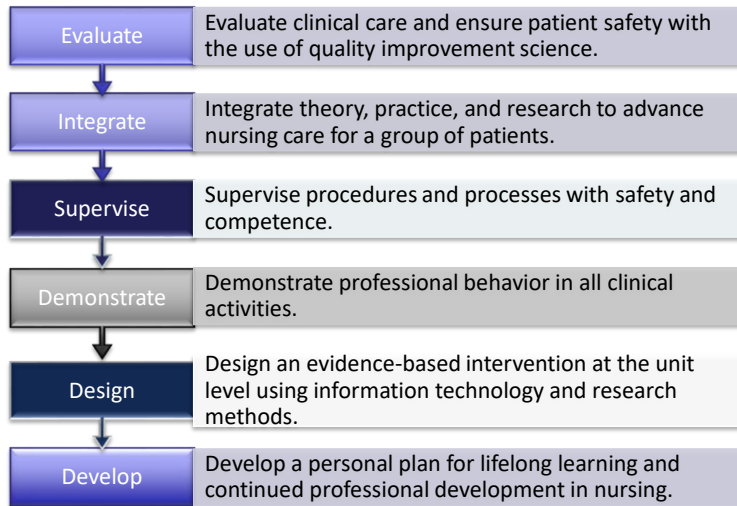 Evaluate
Evaluate clinical care and ensure patient safety with
the use of quality improvement science.
Integrate
Integrate theory, practice, and research to advance
nursing care for a group of patients.
Supervise
Supervise procedures and processes with safety and
competence.
Demonstrate
Demonstrate professional behavior in all clinical
activities.
Design
Design an evidence-based intervention at the unit
level using information technology and research
methods.
Develop
Develop a personal plan for lifelong learning and
continued professional development in nursing.